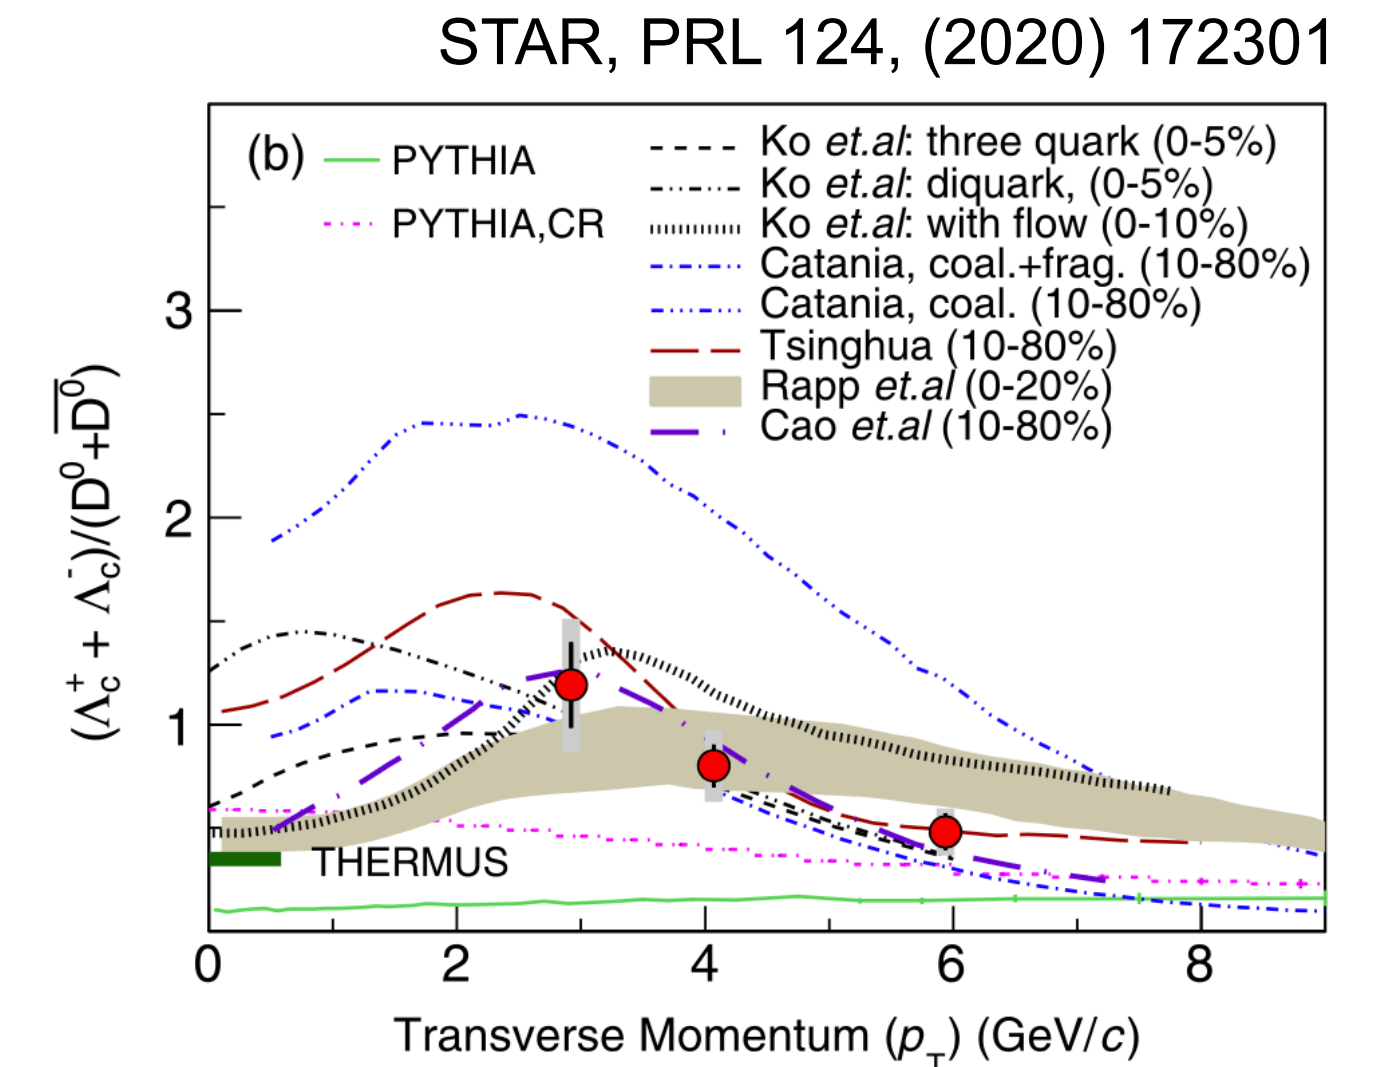 STAR, PRL 124, (2020) 172301
(b)
PYTHIA
PYTHIA,CR
Ko et.al: three quark (0-5%)
Ko et.al: diquark, (0-5%)
Ko et.al: with flow (0-10%)
Catania, coal.+frag. (10-80%)
Catania, coal. (10-80%)
Tsinghua (10-80%)
Rapp et.al (0-20%)
Cao et.al (10-80%)
3
2
1
(Λc⁺ + Λc⁻)/(D⁰+D̅⁰)
THERMUS
0 2 4 6 8
Transverse Momentum (p_T) (GeV/c)